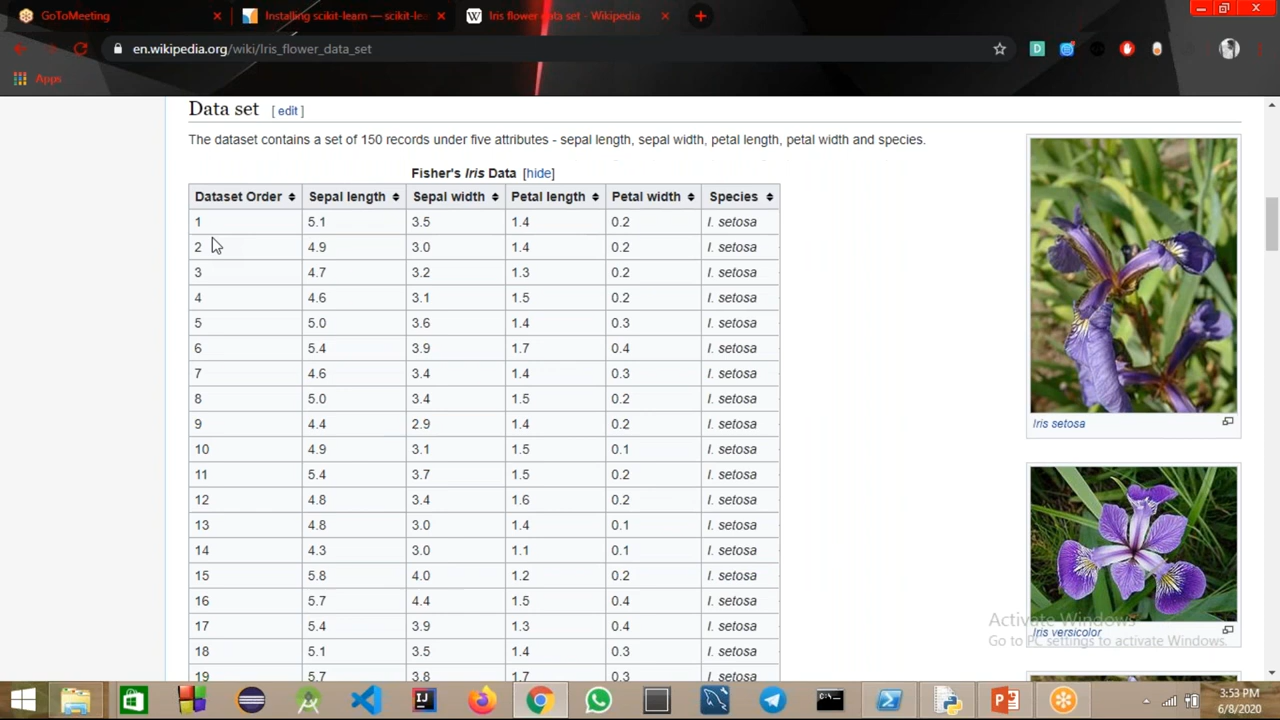 GoToMeeting
Installing scikit-learn — scikit-lea
Iris flower data set - Wikipedia
en.wikipedia.org/wiki/Iris_flower_data_set
Apps
Data set [ edit ]
The dataset contains a set of 150 records under five attributes - sepal length, sepal width, petal length, petal width and species.
Fisher's Iris Data [hide]
Dataset Order Sepal length Sepal width Petal length Petal width Species
1 5.1 3.5 1.4 0.2 I. setosa
2 4.9 3.0 1.4 0.2 I. setosa
3 4.7 3.2 1.3 0.2 I. setosa
4 4.6 3.1 1.5 0.2 I. setosa
5 5.0 3.6 1.4 0.3 I. setosa
6 5.4 3.9 1.7 0.4 I. setosa
7 4.6 3.4 1.4 0.3 I. setosa
8 5.0 3.4 1.5 0.2 I. setosa
9 4.4 2.9 1.4 0.2 I. setosa
10 4.9 3.1 1.5 0.1 I. setosa
11 5.4 3.7 1.5 0.2 I. setosa
12 4.8 3.4 1.6 0.2 I. setosa
13 4.8 3.0 1.4 0.1 I. setosa
14 4.3 3.0 1.1 0.1 I. setosa
15 5.8 4.0 1.2 0.2 I. setosa
16 5.7 4.4 1.5 0.4 I. setosa
17 5.4 3.9 1.3 0.4 I. setosa
18 5.1 3.5 1.4 0.3 I. setosa
19 5.7 3.8 1.7 0.3 I. setosa
Iris setosa
Iris versicolor
Activate Windows
Go to PC settings to activate Windows.
3:53 PM
6/8/2020